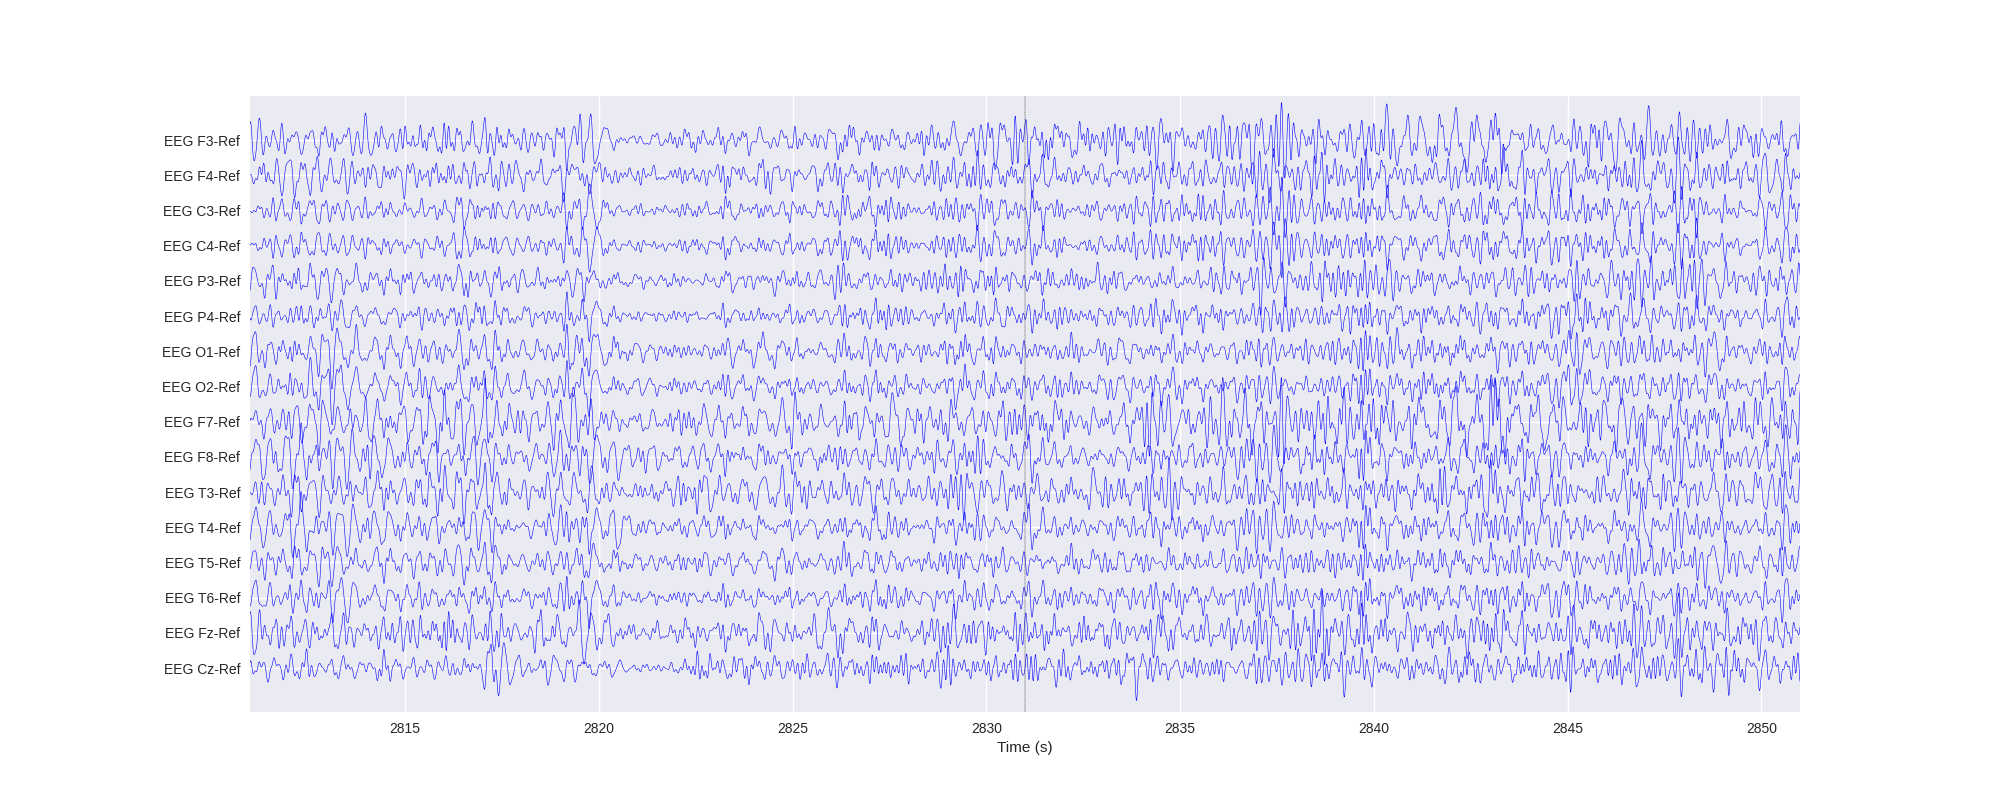 EEG F3-Ref
EEG F4-Ref
EEG C3-Ref
EEG C4-Ref
EEG P3-Ref
EEG P4-Ref
EEG O1-Ref
EEG O2-Ref
EEG F7-Ref
EEG F8-Ref
EEG T3-Ref
EEG T4-Ref
EEG T5-Ref
EEG T6-Ref
EEG Fz-Ref
EEG Cz-Ref
2815 2820 2825 2830 2835 2840 2845 2850
Time (s)